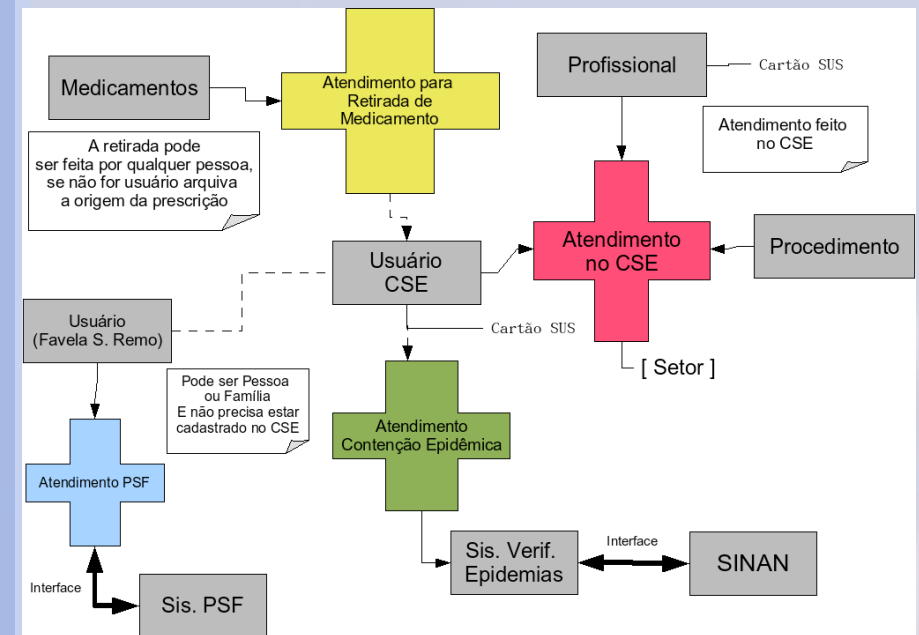 Medicamentos
Atendimento para
Retirada de
Medicamento
Profissional
Cartão SUS
A retirada pode
ser feita por qualquer pessoa,
se não for usuário arquiva
a origem da prescrição
Atendimento feito
no CSE
Usuário
CSE
Atendimento
no CSE
Procedimento
Usuário
(Favela S. Remo)
Cartão SUS
[ Setor ]
Pode ser Pessoa
ou Família
E não precisa estar
cadastrado no CSE
Atendimento
Contenção Epidêmica
Atendimento PSF
Interface
Sis. PSF
Sis. Verif.
Epidemias
Interface
SINAN